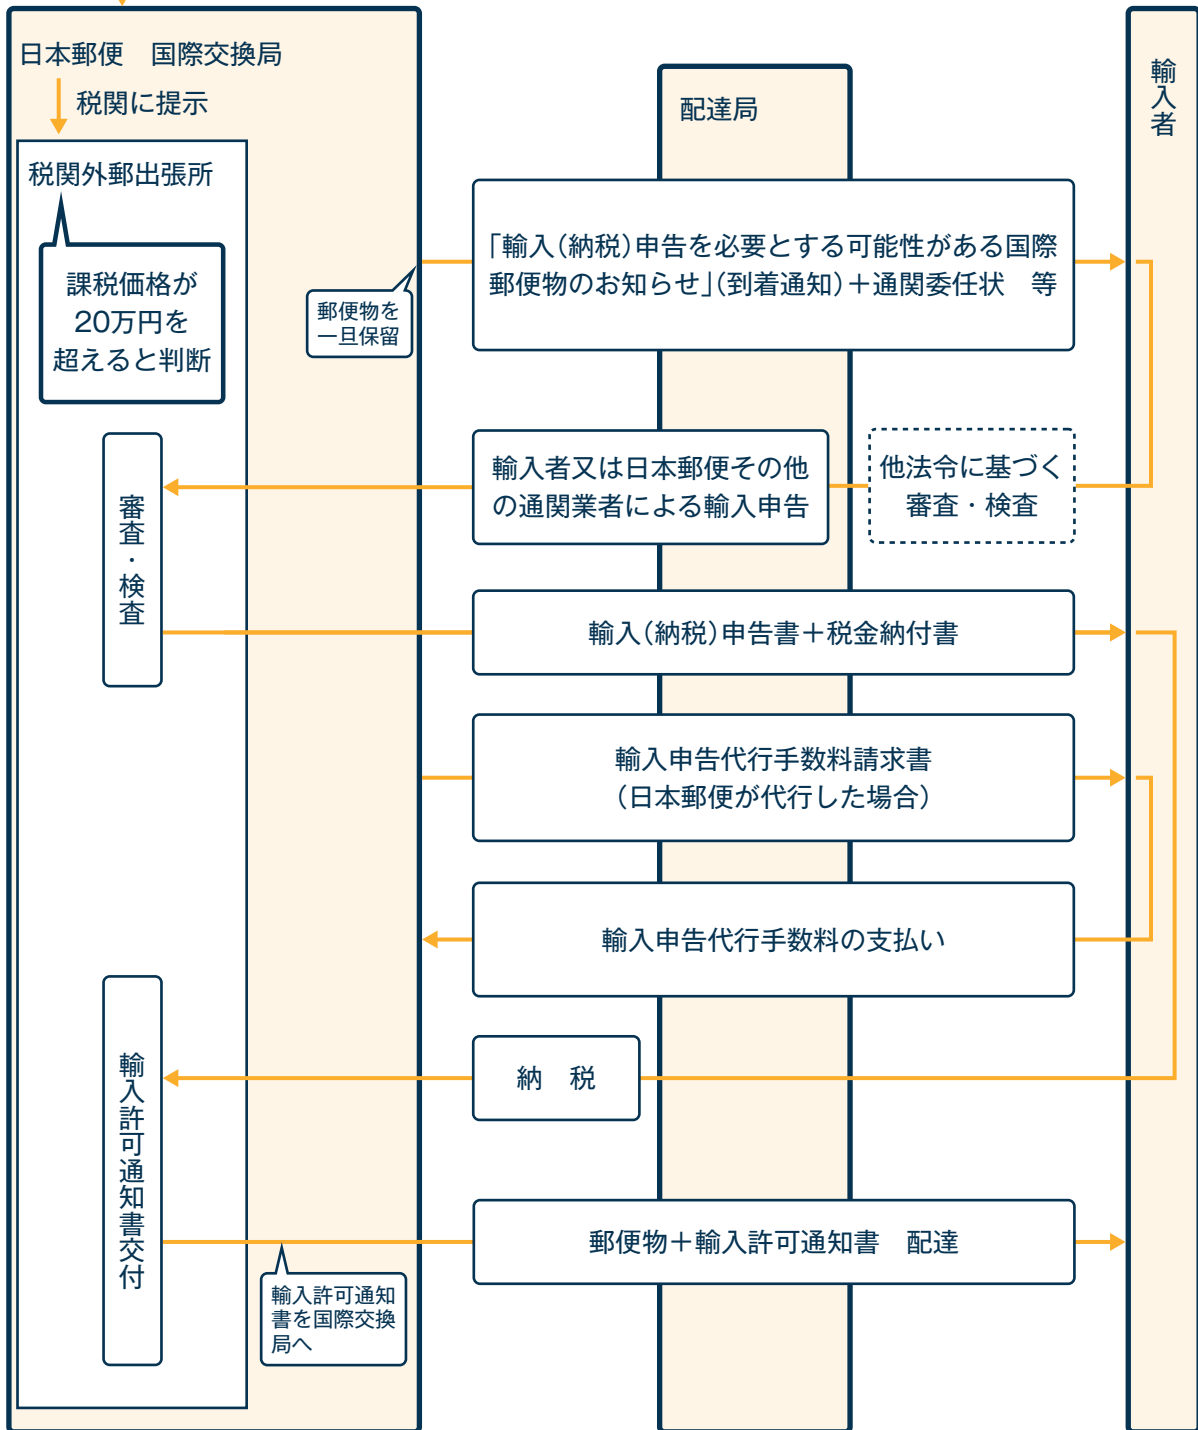 日本郵便　国際交換局
税関に提示
税関外郵出張所
課税価格が
20万円を
超えると判断
配達局
輸入者
「輸入(納税)申告を必要とする可能性がある国際
郵便物のお知らせ」(到着通知)＋通関委任状　等
郵便物を
一旦保留
輸入者又は日本郵便その他
の通関業者による輸入申告
他法令に基づく
審査・検査
審査・検査
輸入(納税)申告書＋税金納付書
輸入申告代行手数料請求書
(日本郵便が代行した場合)
輸入申告代行手数料の支払い
納　税
輸入許可通知書交付
郵便物＋輸入許可通知書　配達
輸入許可通知
書を国際交換
局へ